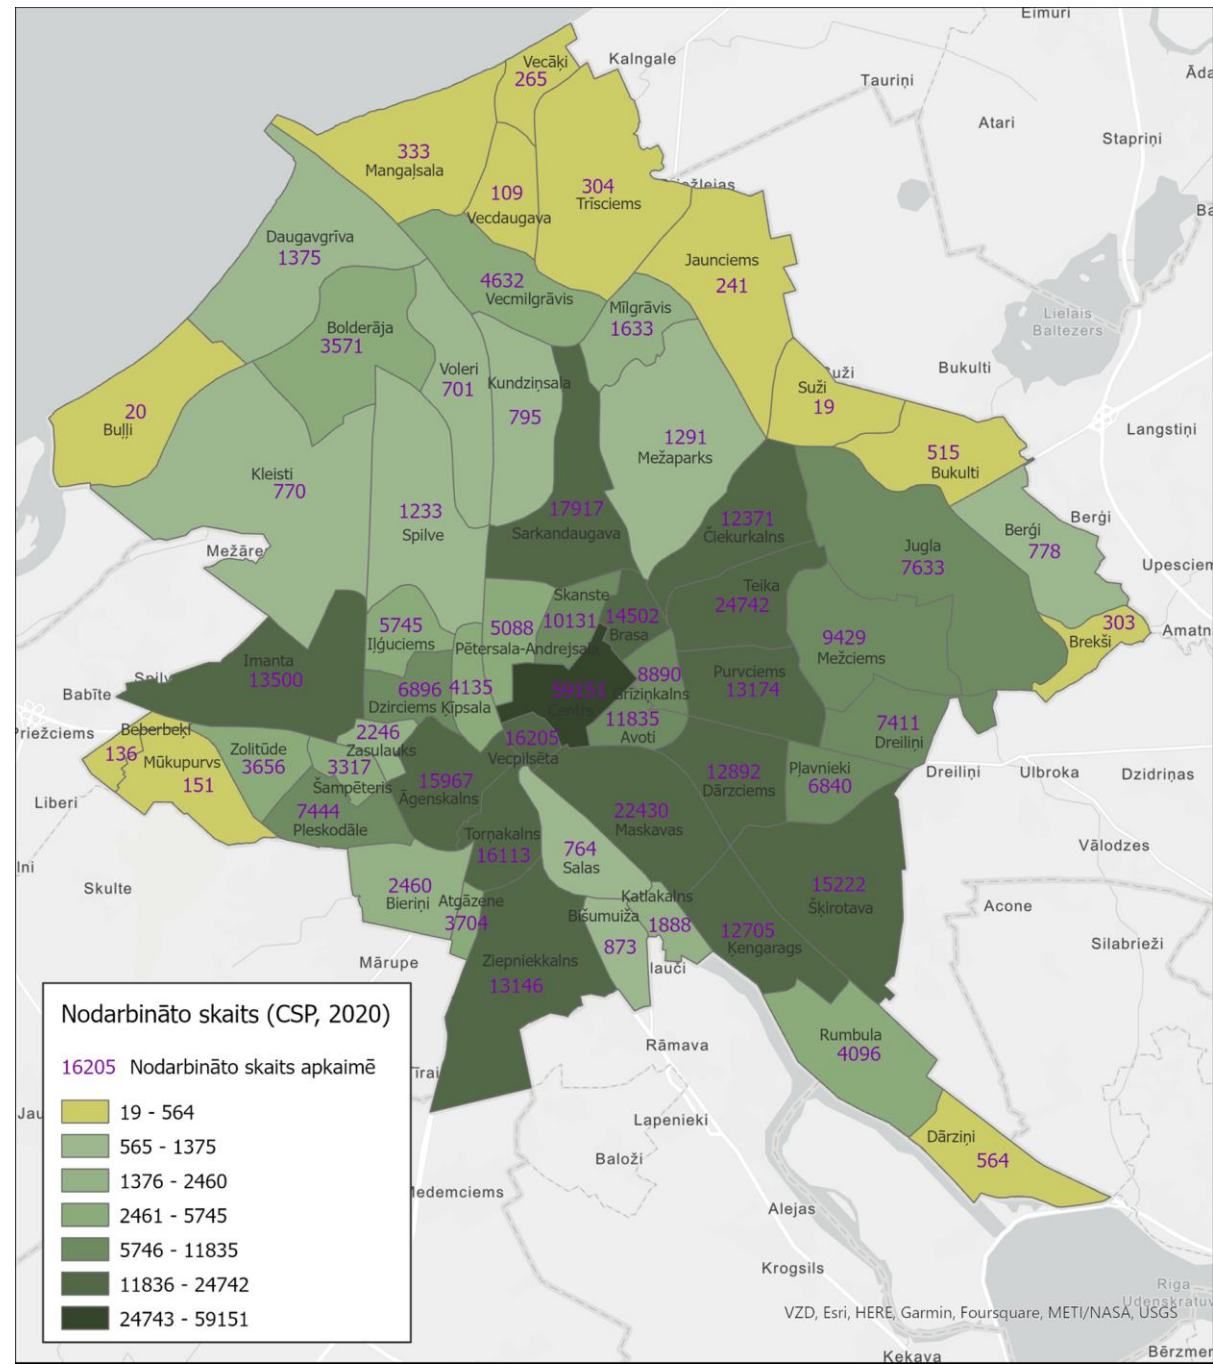 Eimuri
Vecāķi
265
Kalngale
Tauriņi
Atari
Stapriņi
333
Mangaļsala
109
Vecdaugava
304
Trīsciems
Daugavgrīva
1375
Jaunciems
241
4632
Vecmilgrāvis
Mīlgrāvis
1633
Lielais
Baltezers
Bolderāja
3571
Voleri
701
Kundziņsala
795
Bukulti
Suži
19
20
Buļļi
1291
Mežaparks
515
Bukulti
Langstiņi
Kleisti
770
1233
Spilve
17917
Sarkandaugava
12371
Čiekurkalns
Jugla
7633
Berģi
778
Berģi
Mežāre
Upesciem
Teika
24742
Skanste
10131
14502
Brasa
5745
Iļģuciems
5088
Pētersala-Andrejsala
9429
Mežciems
303
Brekši
Amatn
Imanta
13500
Babīte
6896
Dzirciems
4135
Ķīpsala
59151
Centrs
8890
Grīziņkalns
Purvciems
13174
Priežciems
Beberbeķi
136
Mūkupurvs
151
Zolitūde
3656
2246
Zasulauks
3317
Šampēteris
16205
Vecpilsēta
11835
Avoti
7411
Dreiliņi
Liberi
7444
Pleskodāle
15967
Āgenskalns
12892
Dārzciems
Pļavnieki
6840
Dreiliņi
Ulbroka
Dzidriņas
22430
Maskavas
Torņakalns
16113
764
Salas
Vālodzes
Skulte
2460
Bieriņi
Atgāzene
3704
Katlakalns
1888
Bišumuiža
873
15222
Šķirotava
Acone
12705
Ķengarags
Silabrieži
Mārupe
Ziepniekkalns
13146
lauči
Rumbula
4096
Rāmava
Tīrai
Lapenieki
Dārziņi
564
Baloži
Medemciems
Alejas
Krogsils
Nodarbināto skaits (CSP, 2020)
16205 Nodarbināto skaits apkaimē
19 - 564
565 - 1375
1376 - 2460
2461 - 5745
5746 - 11835
11836 - 24742
24743 - 59151
Rīga
VZD, Esri, HERE, Garmin, Foursquare, METI/NASA, USGS
Ķekava
Bērzmer